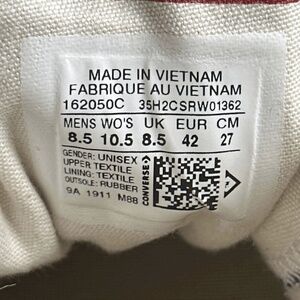 MADE IN VIETNAM
FABRIQUE AU VIETNAM
162050C 35H2CSRW01362
MENS WO'S UK EUR CM
8.5 10.5 8.5 42 27
GENDER: UNISEX
UPPER TEXTILE
LINING: TEXTILE
OUTSOLE: RUBBER
9A 1911 M88
CONVERSE